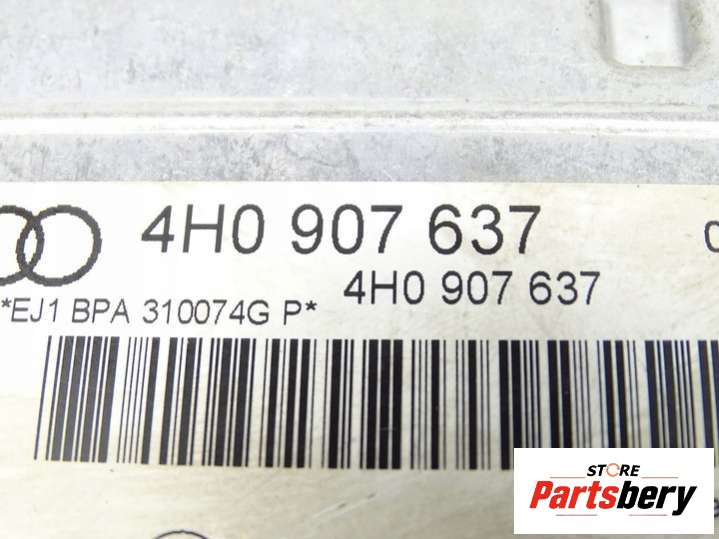 4H0 907 637
4H0 907 637
*EJ1 BPA 310074G P*
STORE
Partsbery